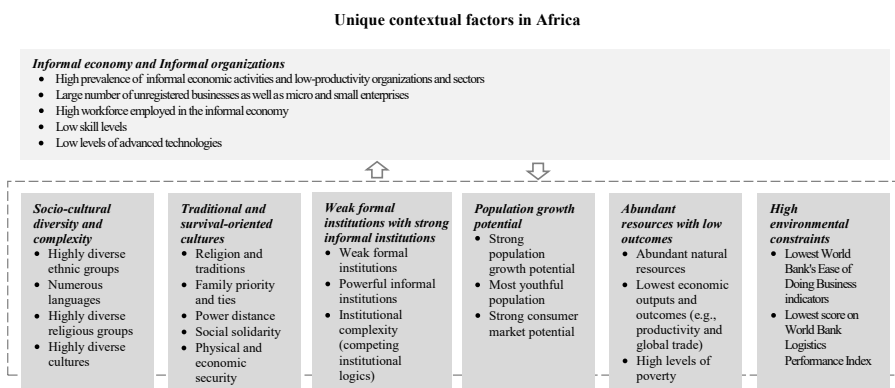 Unique contextual factors in Africa
Informal economy and Informal organizations
• High prevalence of informal economic activities and low-productivity organizations and sectors
• Large number of unregistered businesses as well as micro and small enterprises
• High workforce employed in the informal economy
• Low skill levels
• Low levels of advanced technologies
Socio-cultural
diversity and
complexity
• Highly diverse
ethnic groups
• Numerous
languages
• Highly diverse
religious groups
• Highly diverse
cultures
Traditional and
survival-oriented
cultures
• Religion and
traditions
• Family priority
and ties
• Power distance
• Social solidarity
• Physical and
economic
security
Weak formal
institutions with strong
informal institutions
• Weak formal
institutions
• Powerful informal
institutions
• Institutional
complexity
(competing
institutional
logics)
Population growth
potential
• Strong
population
growth potential
• Most youthful
population
• Strong consumer
market potential
Abundant
resources with low
outcomes
• Abundant natural
resources
• Lowest economic
outputs and
outcomes (e.g.,
productivity and
global trade)
• High levels of
poverty
High
environmental
constraints
• Lowest World
Bank's Ease of
Doing Business
indicators
• Lowest score on
World Bank
Logistics
Performance Index